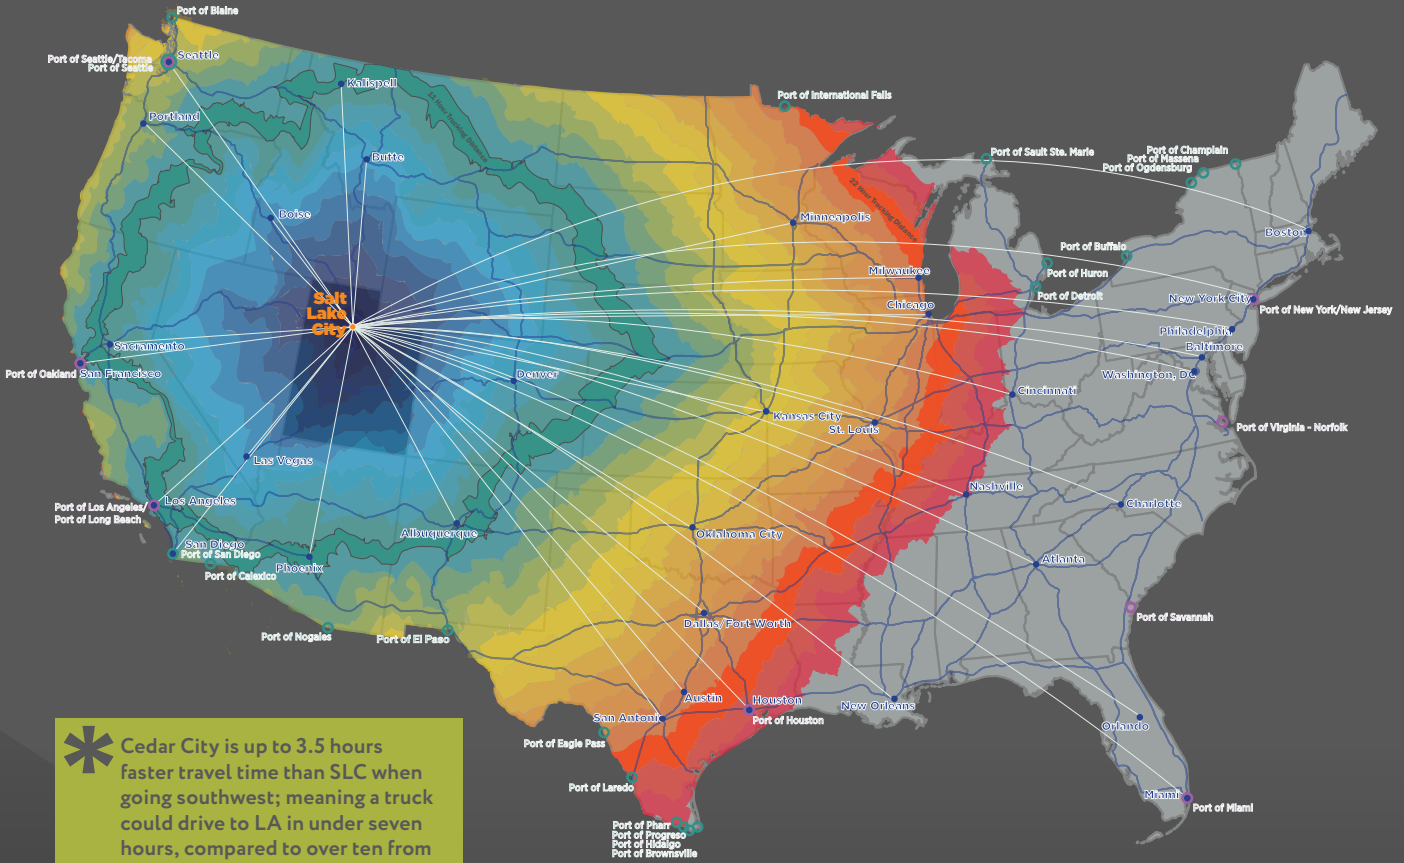 Port of Blaine
Seattle
Port of Seattle/Tacoma
Port of Seattle
Kalispell
Portland
Butte
11 Hour Trucking Distance
Port of International Falls
Port of Sault Ste. Marie
Port of Champlain
Port of Massena
Port of Ogdensburg
22 Hour Trucking Distance
Boise
Minneapolis
Boston
Port of Buffalo
Port of Huron
Port of Detroit
Milwaukee
Chicago
New York City
Port of New York/New Jersey
Philadelphia
Baltimore
Washington, DC
Salt
Lake
City
Sacramento
Port of Oakland
San Francisco
Denver
Cincinnati
Kansas City
St. Louis
Port of Virginia - Norfolk
Las Vegas
Nashville
Charlotte
Los Angeles
Port of Los Angeles/
Port of Long Beach
San Diego
Port of San Diego
Port of Calexico
Phoenix
Albuquerque
Oklahoma City
Atlanta
Port of Nogales
Port of El Paso
Dallas/Fort Worth
Port of Savannah
Austin
Houston
Port of Houston
San Antoni
New Orleans
Orlando
Port of Eagle Pass
Port of Laredo
Miami
Port of Miami
Port of Pharr
Port of Progreso
Port of Hidalgo
Port of Brownsville
* Cedar City is up to 3.5 hours
faster travel time than SLC when
going southwest; meaning a truck
could drive to LA in under seven
hours, compared to over ten from